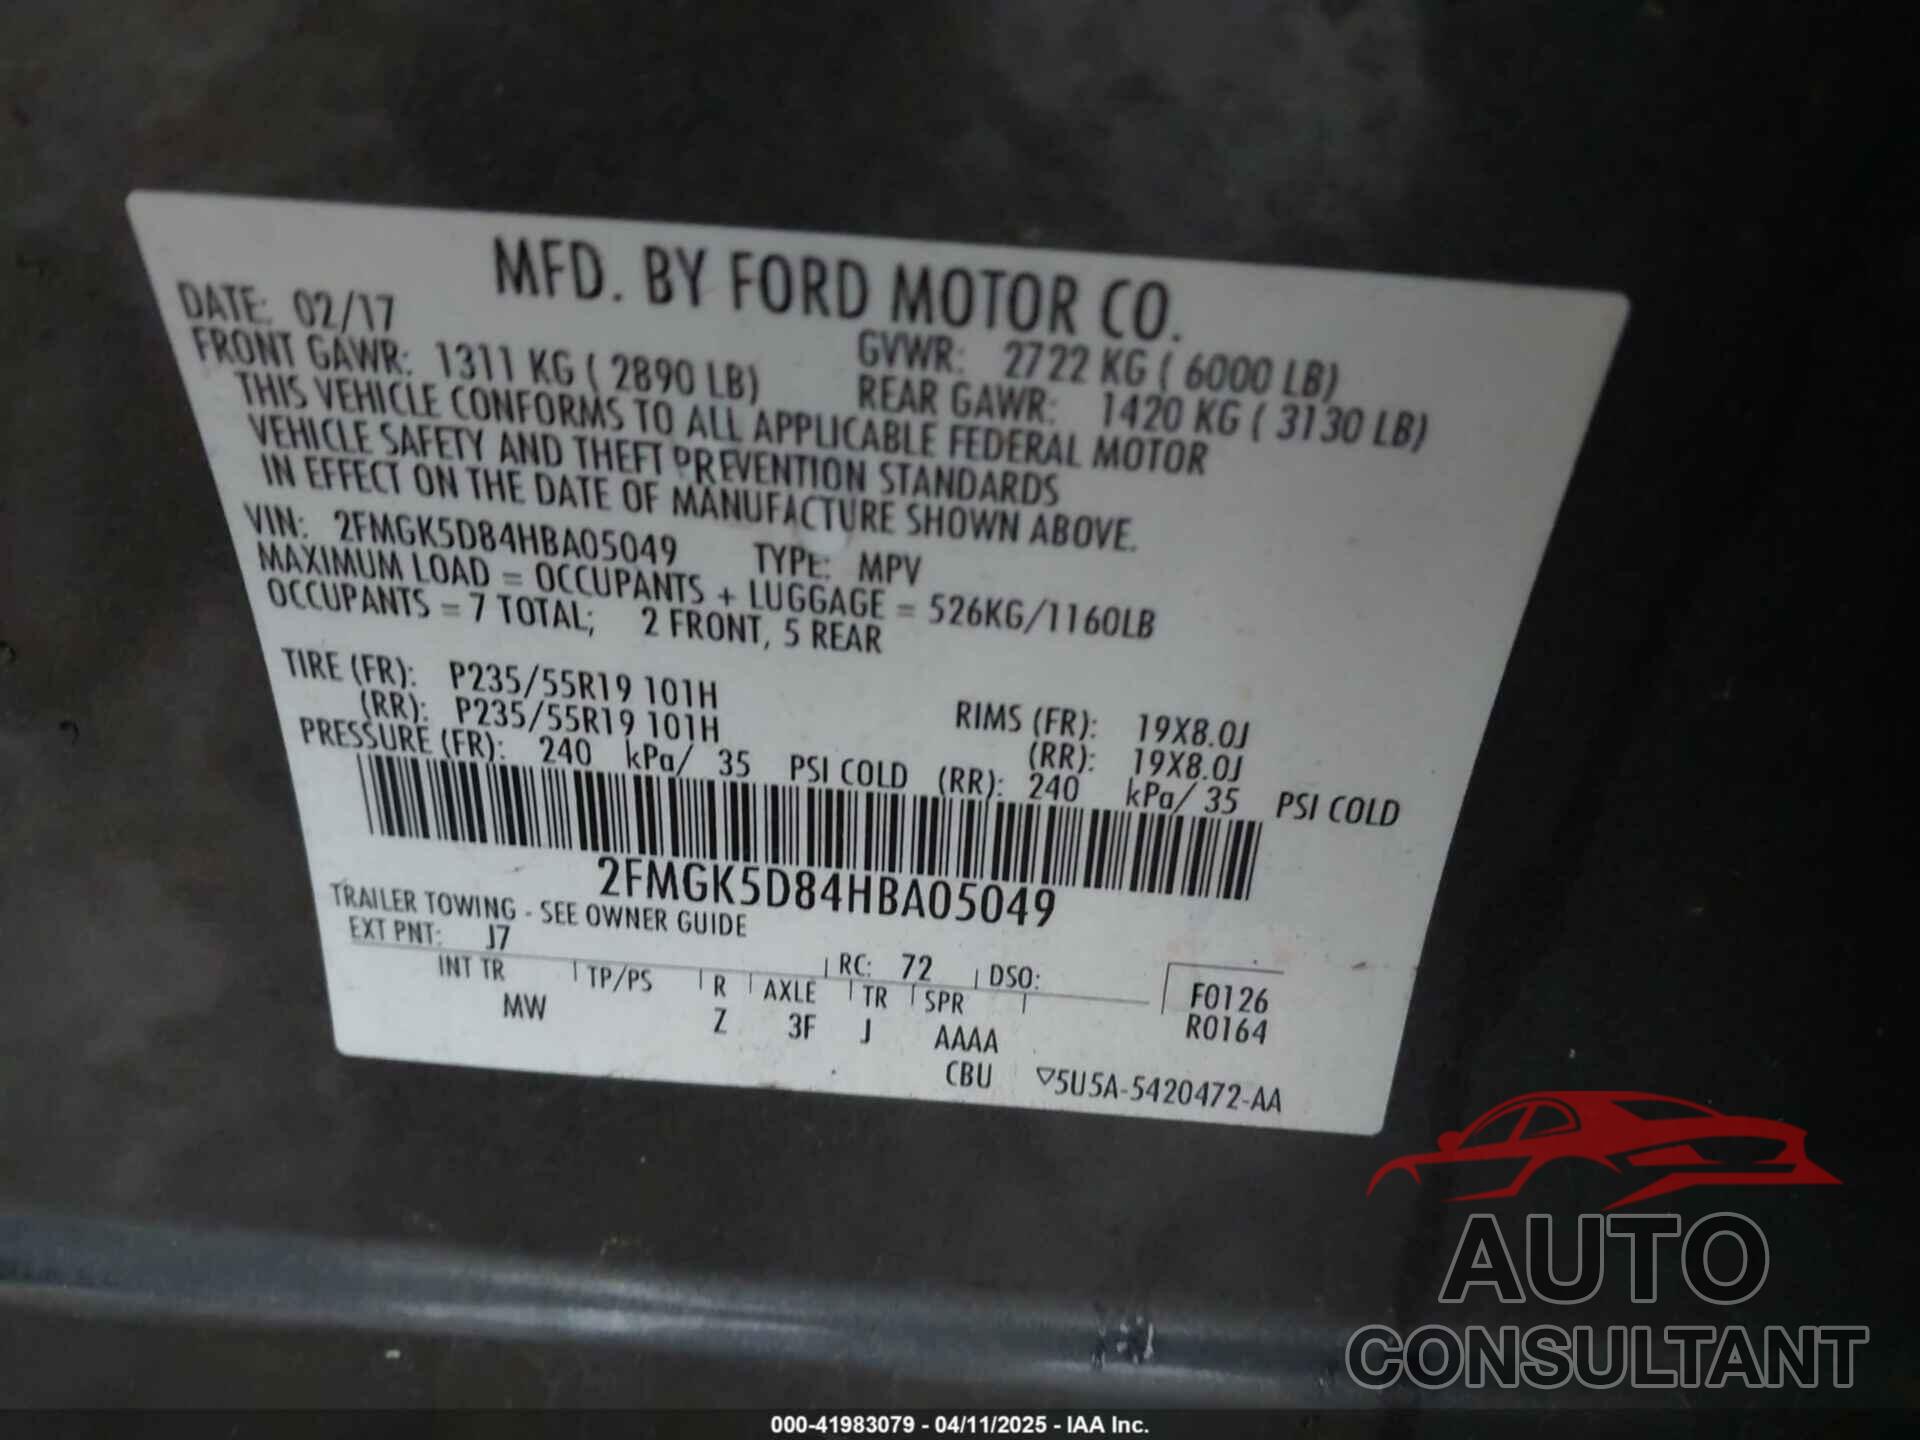 MFD. BY FORD MOTOR CO.
DATE: 02/17 GVWR: 2722 KG ( 6000 LB)
FRONT GAWR: 1311 KG ( 2890 LB) REAR GAWR: 1420 KG ( 3130 LB)
THIS VEHICLE CONFORMS TO ALL APPLICABLE FEDERAL MOTOR
VEHICLE SAFETY AND THEFT PREVENTION STANDARDS
IN EFFECT ON THE DATE OF MANUFACTURE SHOWN ABOVE.
VIN: 2FMGK5D84HBA05049 TYPE: MPV
MAXIMUM LOAD = OCCUPANTS + LUGGAGE = 526KG/1160LB
OCCUPANTS = 7 TOTAL; 2 FRONT, 5 REAR
TIRE (FR): P235/55R19 101H RIMS (FR): 19X8.0J
(RR): P235/55R19 101H (RR): 19X8.0J
PRESSURE (FR): 240 kPa/ 35 PSI COLD (RR): 240 kPa/ 35 PSI COLD
2FMGK5D84HBA05049
TRAILER TOWING - SEE OWNER GUIDE
EXT PNT: J7 RC: 72 DSO: F0126
INT TR TP/PS R AXLE TR SPR R0164
MW Z 3F J AAAA
CBU ▽5U5A-5420472-AA
AUTO
CONSULTANT
000-41983079 - 04/11/2025 - IAA Inc.